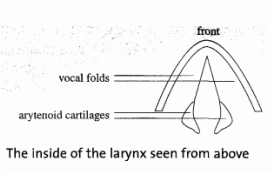 front
vocal folds
arytenoid cartilages
The inside of the larynx seen from above